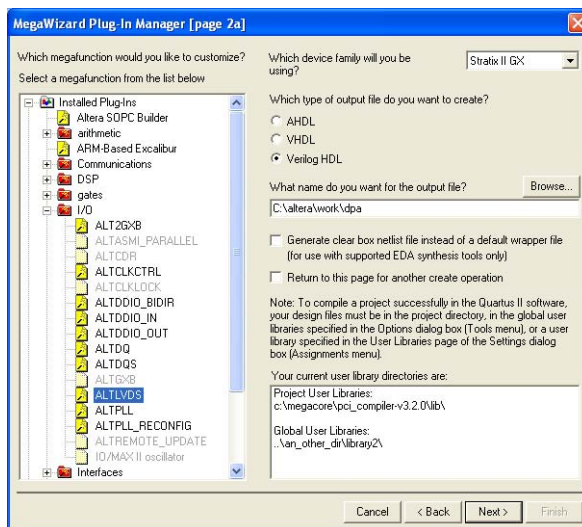 MegaWizard Plug-In Manager [page 2a]
Which megafunction would you like to customize?
Select a megafunction from the list below
Installed Plug-Ins
Altera SOPC Builder
arithmetic
ARM-Based Excalibur
Communications
DSP
gates
I/O
ALT2GXB
ALTASMI_PARALLEL
ALTCDR
ALTCLKCTRL
ALTCLKLOCK
ALTDDIO_BIDIR
ALTDDIO_IN
ALTDDIO_OUT
ALTDQ
ALTDQS
ALTGXB
ALTLVDS
ALTPLL
ALTPLL_RECONFIG
ALTREMOTE_UPDATE
IO/MAX II oscillator
Interfaces
Which device family will you be
using?
Stratix II GX
Which type of output file do you want to create?
AHDL
VHDL
Verilog HDL
What name do you want for the output file?
Browse...
C:\altera\work\dpa
Generate clear box netlist file instead of a default wrapper file
(for use with supported EDA synthesis tools only)
Return to this page for another create operation
Note: To compile a project successfully in the Quartus II software,
your design files must be in the project directory, in the global user
libraries specified in the Options dialog box (Tools menu), or a user
library specified in the User Libraries page of the Settings dialog
box (Assignments menu).
Your current user library directories are:
Project User Libraries:
c:\megacore\pci_compiler-v3.2.0\lib\
Global User Libraries:
..\an_other_dir\library2\
Cancel
< Back
Next >
Finish